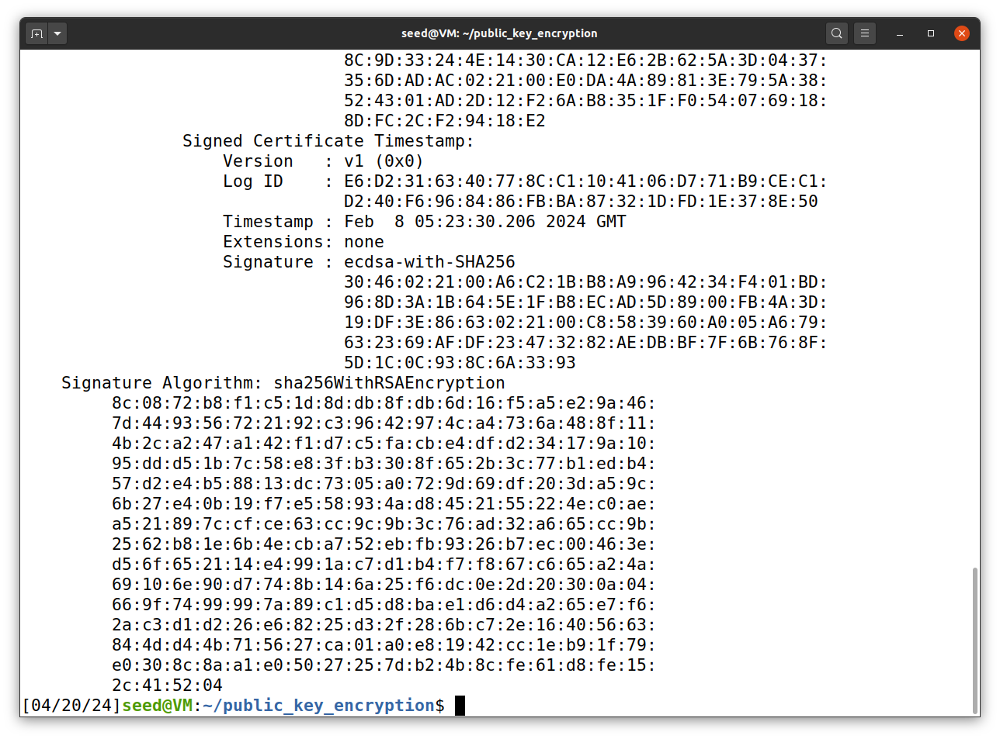 seed@VM: ~/public_key_encryption
8C:9D:33:24:4E:14:30:CA:12:E6:2B:62:5A:3D:04:37:
35:6D:AD:AC:02:21:00:E0:DA:4A:89:81:3E:79:5A:38:
52:43:01:AD:2D:12:F2:6A:B8:35:1F:F0:54:07:69:18:
8D:FC:2C:F2:94:18:E2
Signed Certificate Timestamp:
Version   : v1 (0x0)
Log ID    : E6:D2:31:63:40:77:8C:C1:10:41:06:D7:71:B9:CE:C1:
D2:40:F6:96:84:86:FB:BA:87:32:1D:FD:1E:37:8E:50
Timestamp : Feb  8 05:23:30.206 2024 GMT
Extensions: none
Signature : ecdsa-with-SHA256
30:46:02:21:00:A6:C2:1B:B8:A9:96:42:34:F4:01:BD:
96:8D:3A:1B:64:5E:1F:B8:EC:AD:5D:89:00:FB:4A:3D:
19:DF:3E:86:63:02:21:00:C8:58:39:60:A0:05:A6:79:
63:23:69:AF:DF:23:47:32:82:AE:DB:BF:7F:6B:76:8F:
5D:1C:0C:93:8C:6A:33:93
Signature Algorithm: sha256WithRSAEncryption
8c:08:72:b8:f1:c5:1d:8d:db:8f:db:6d:16:f5:a5:e2:9a:46:
7d:44:93:56:72:21:92:c3:96:42:97:4c:a4:73:6a:48:8f:11:
4b:2c:a2:47:a1:42:f1:d7:c5:fa:cb:e4:df:d2:34:17:9a:10:
95:dd:d5:1b:7c:58:e8:3f:b3:30:8f:65:2b:3c:77:b1:ed:b4:
57:d2:e4:b5:88:13:dc:73:05:a0:72:9d:69:df:20:3d:a5:9c:
6b:27:e4:0b:19:f7:e5:58:93:4a:d8:45:21:55:22:4e:c0:ae:
a5:21:89:7c:cf:ce:63:cc:9c:9b:3c:76:ad:32:a6:65:cc:9b:
25:62:b8:1e:6b:4e:cb:a7:52:eb:fb:93:26:b7:ec:00:46:3e:
d5:6f:65:21:14:e4:99:1a:c7:d1:b4:f7:f8:67:c6:65:a2:4a:
69:10:6e:90:d7:74:8b:14:6a:25:f6:dc:0e:2d:20:30:0a:04:
66:9f:74:99:99:7a:89:c1:d5:d8:ba:e1:d6:d4:a2:65:e7:f6:
2a:c3:d1:d2:26:e6:82:25:d3:2f:28:6b:c7:2e:16:40:56:63:
84:4d:d4:4b:71:56:27:ca:01:a0:e8:19:42:cc:1e:b9:1f:79:
e0:30:8c:8a:a1:e0:50:27:25:7d:b2:4b:8c:fe:61:d8:fe:15:
2c:41:52:04
[04/20/24]seed@VM:~/public_key_encryption$